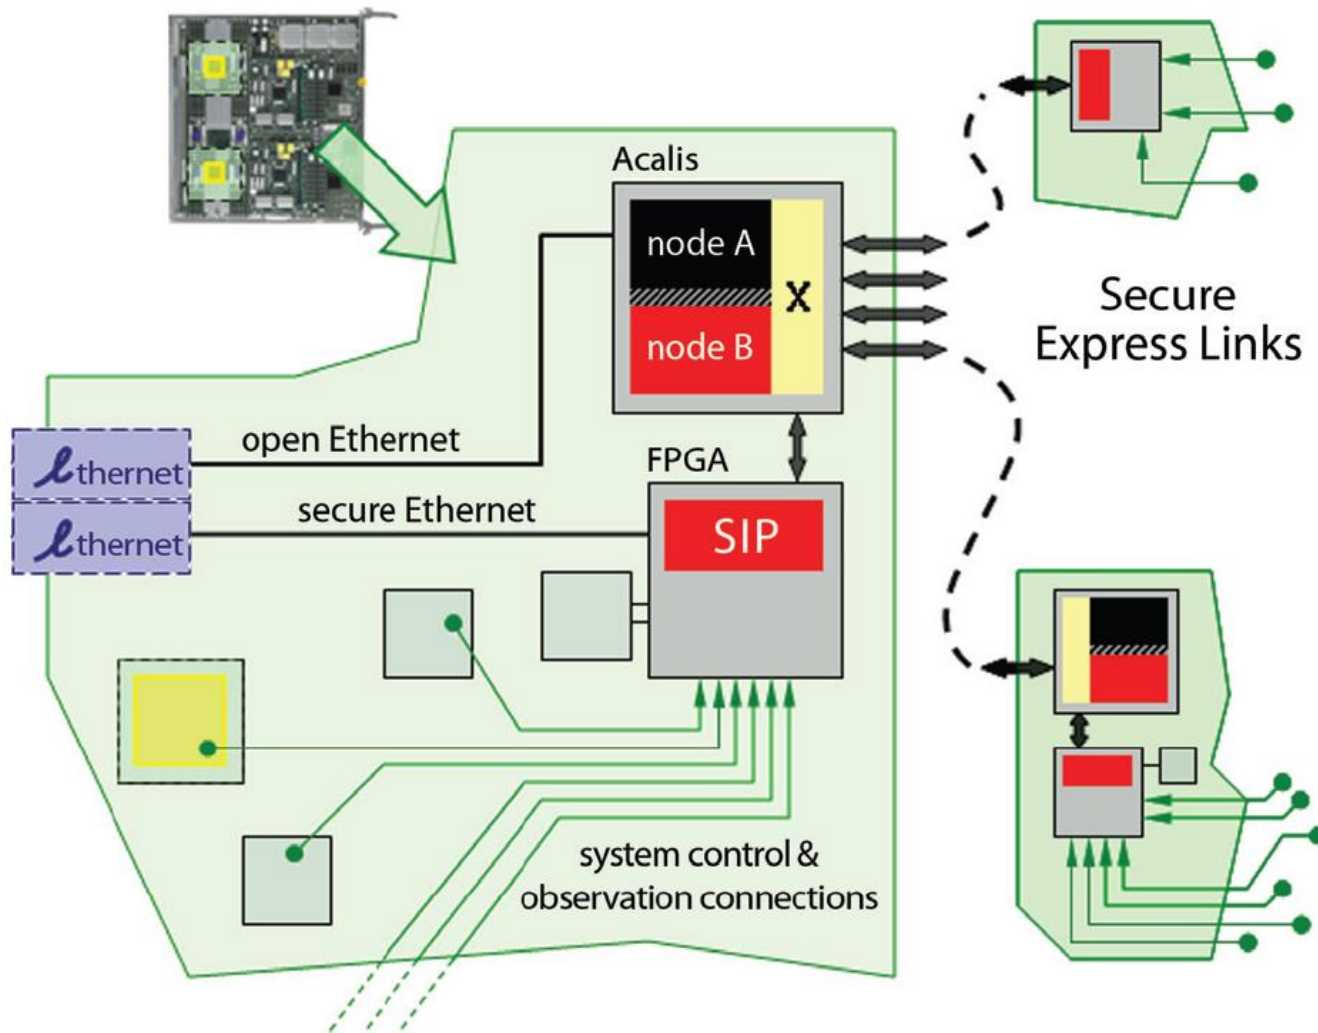 Acalis
node A
X
node B
Secure
Express Links
open Ethernet
ethernet
FPGA
secure Ethernet
ethernet
SIP
system control &
observation connections